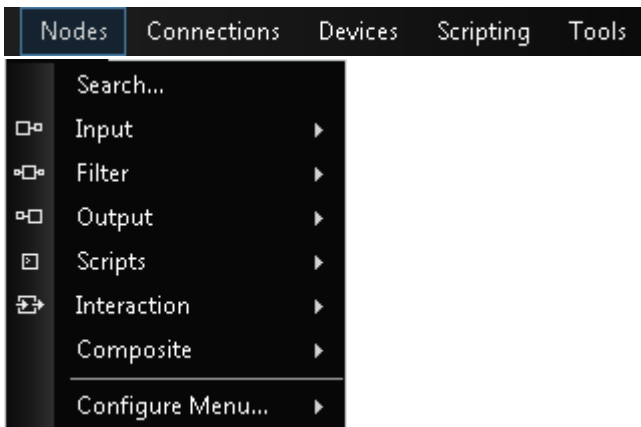 Nodes Connections Devices Scripting Tools
Search...
Input
Filter
Output
Scripts
Interaction
Composite
Configure Menu...